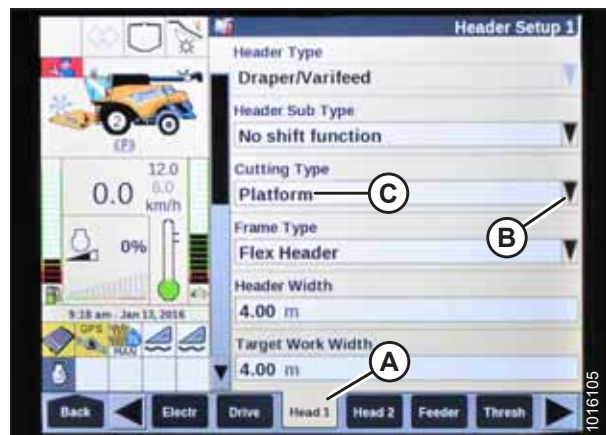 Header Setup 1
Header Type
Draper/Varifeed
Header Sub Type
No shift function
Cutting Type
Platform
C
B
Frame Type
Flex Header
Header Width
4.00 m
Target Work Width
4.00 m
A
2
(P)
12.0
6.0
0.0 km/h
0%
9:18 am - Jan 13, 2016
GPS
MAN
Back
Electr
Drive
Head 1
Head 2
Feeder
Thresh
1016105